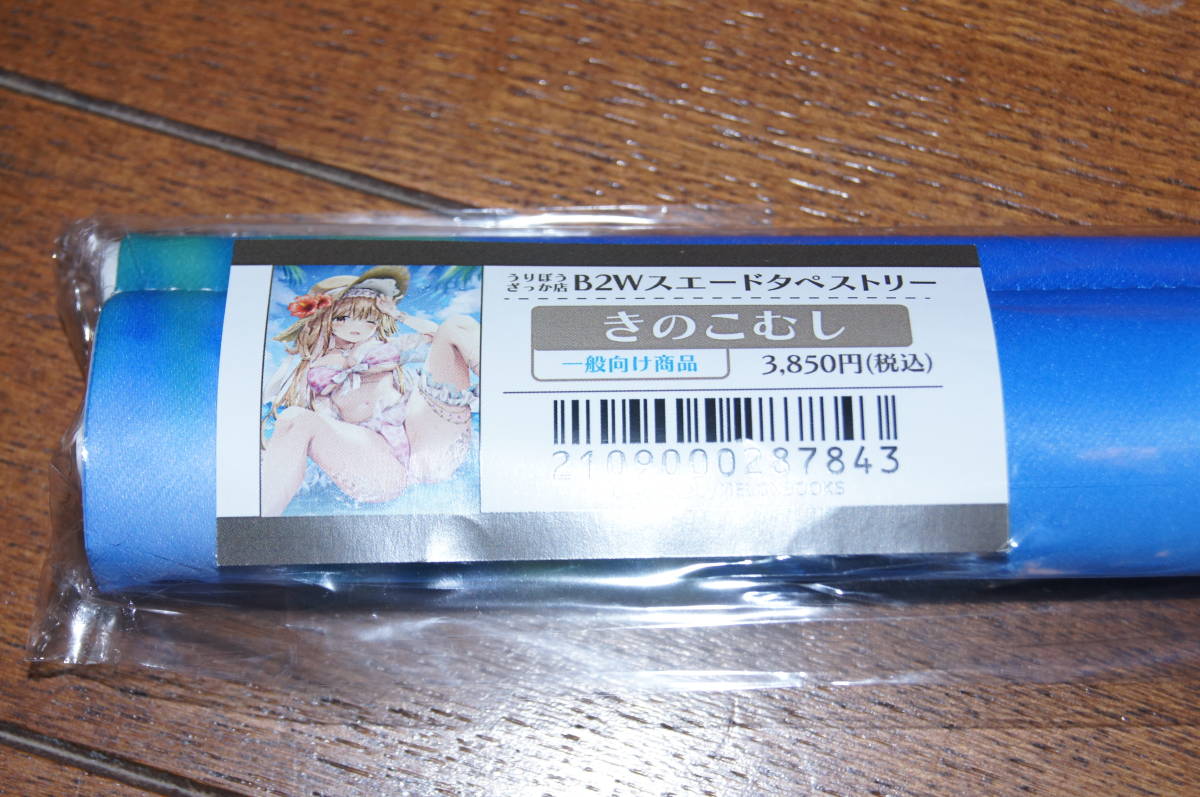 うりぼう
ざっか店 B2Wスエードタペストリー
きのこむし
一般向け商品 3,850円(税込)
2109000287843